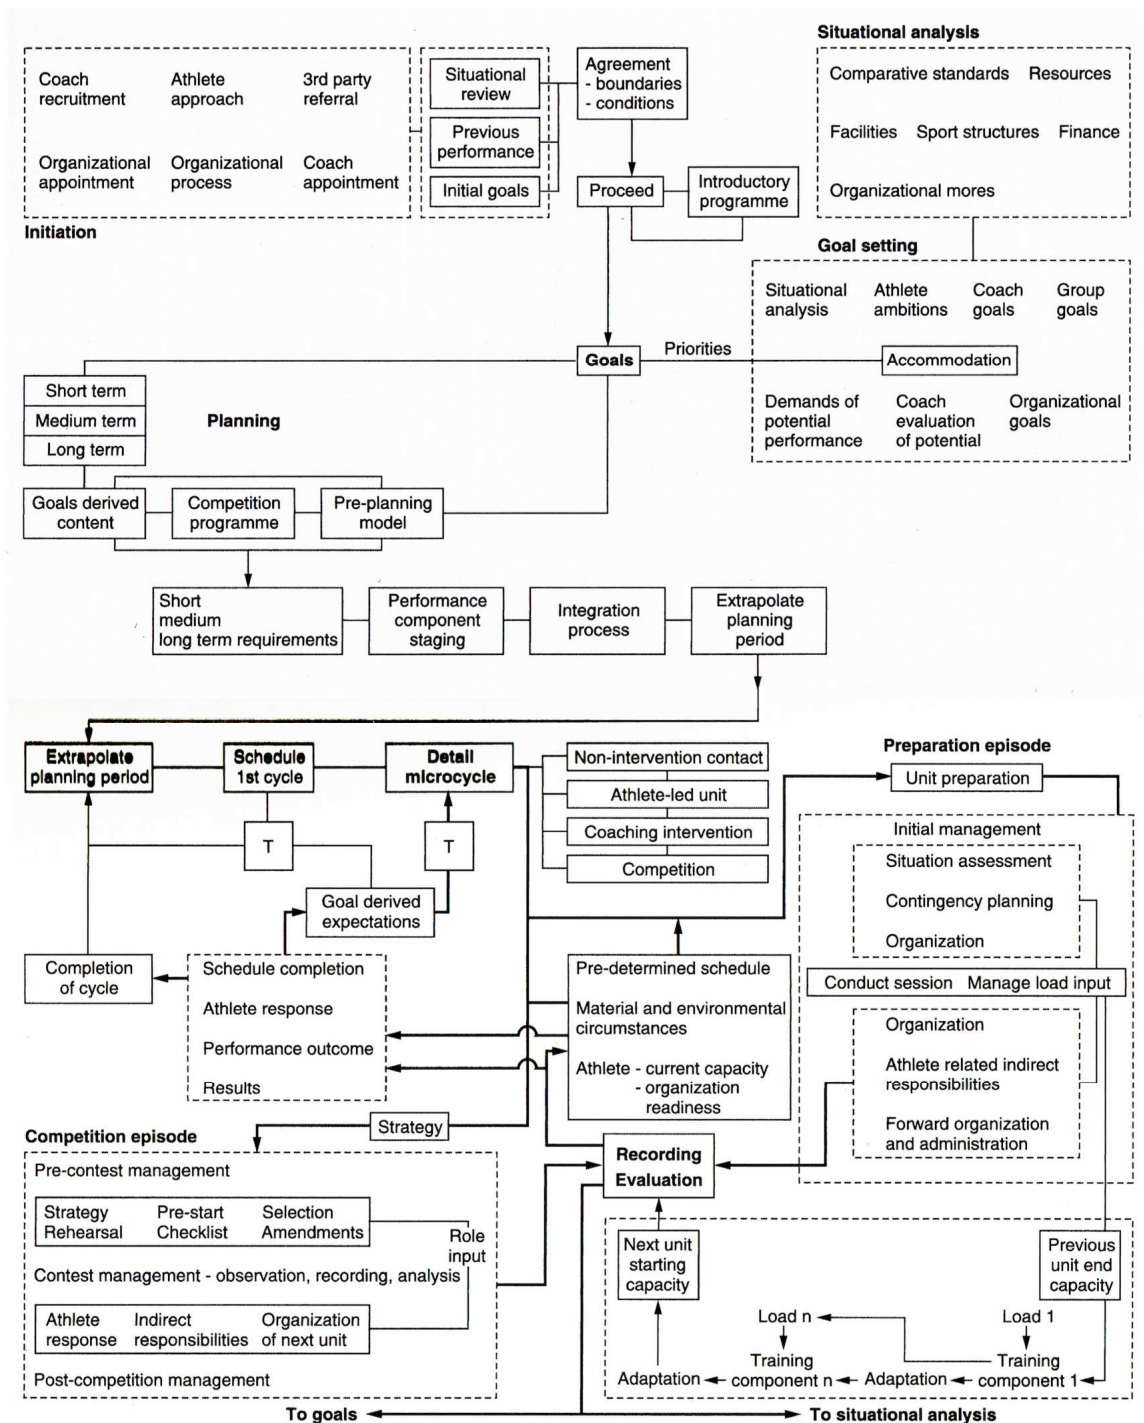 Situational analysis
Coach recruitment
Athlete approach
3rd party referral
Organizational appointment
Organizational process
Coach appointment
Initiation
Situational review
Previous performance
Initial goals
Agreement
- boundaries
- conditions
Proceed
Introductory programme
Comparative standards
Resources
Facilities
Sport structures
Finance
Organizational mores
Goal setting
Situational analysis
Athlete ambitions
Coach goals
Group goals
Goals
Priorities
Accommodation
Demands of potential performance
Coach evaluation of potential
Organizational goals
Short term
Medium term
Long term
Planning
Goals derived content
Competition programme
Pre-planning model
Short
medium
long term requirements
Performance component staging
Integration process
Extrapolate planning period
Extrapolate planning period
Schedule 1st cycle
Detail microcycle
Non-intervention contact
Athlete-led unit
Coaching intervention
Competition
Preparation episode
Unit preparation
T
T
Goal derived expectations
Completion of cycle
Schedule completion
Athlete response
Performance outcome
Results
Pre-determined schedule
Material and environmental circumstances
Athlete - current capacity
- organization readiness
Initial management
Situation assessment
Contingency planning
Organization
Conduct session Manage load input
Organization
Athlete related indirect responsibilities
Forward organization and administration
Strategy
Competition episode
Pre-contest management
Strategy Rehearsal
Pre-start Checklist
Selection Amendments
Role input
Contest management - observation, recording, analysis
Athlete response
Indirect responsibilities
Organization of next unit
Post-competition management
Recording
Evaluation
Next unit starting capacity
Previous unit end capacity
Load n
Load 1
Adaptation
Training component n
Adaptation
Training component 1
To goals
To situational analysis